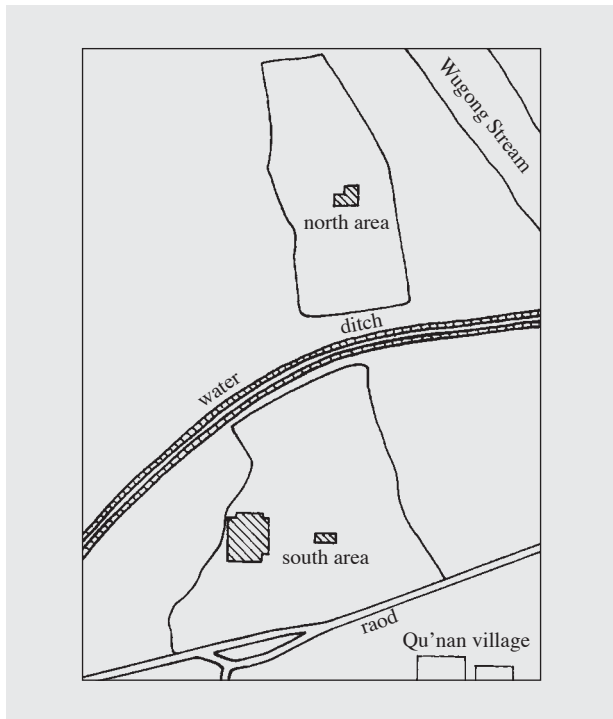 Wugong Stream
north area
ditch
water
south area
raod
Qu'nan village